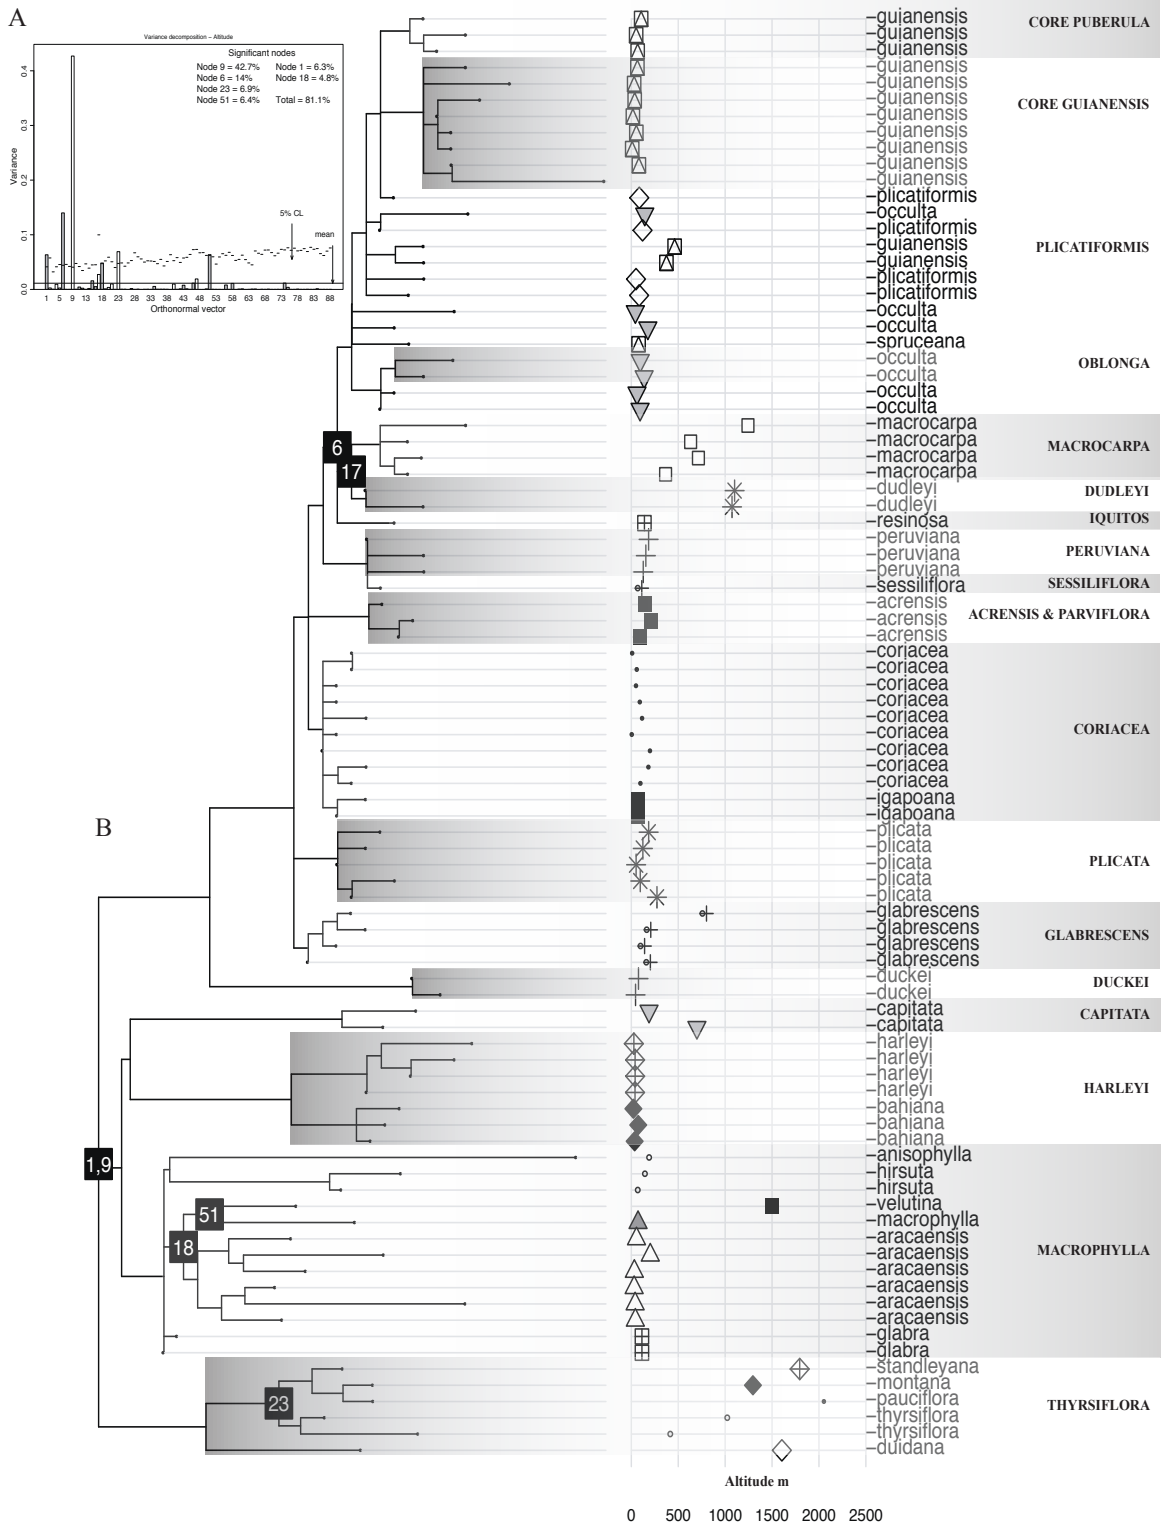 A
Variance decomposition – Altitude
Significant nodes
Node 9 = 42.7% Node 1 = 6.3%
Node 6 = 14% Node 18 = 4.8%
Node 23 = 6.9%
Node 51 = 6.4% Total = 81.1%
Variance
0.4
0.3
0.2
0.1
0.0
5% CL
mean
1 5 9 13 18 23 28 33 38 43 48 53 58 63 68 73 78 83 88
Orthonormal vector
guianensis CORE PUBERULA
guianensis
guianensis
guianensis
guianensis
guianensis CORE GUIANENSIS
guianensis
guianensis
guianensis
guianensis
guianensis
plicatiformis
occulta
plicatiformis
guianensis PLICATIFORMIS
guianensis
plicatiformis
plicatiformis
occulta
occulta
spruceana
occulta OBLONGA
occulta
occulta
occulta
macrocarpa
macrocarpa MACROCARPA
macrocarpa
macrocarpa
dudleyi DUDLEYI
dudleyi
resinosa IQUITOS
peruviana
peruviana PERUVIANA
peruviana
sessiliflora SESSILIFLORA
acrensis
acrensis ACRENSIS & PARVIFLORA
acrensis
coriacea
coriacea
coriacea
coriacea
coriacea CORIACEA
coriacea
coriacea
coriacea
coriacea
igapoana
igapoana
plicata
plicata
plicata PLICATA
plicata
plicata
glabrescens
glabrescens GLABRESCENS
glabrescens
glabrescens
duckei DUCKEI
duckei
capitata CAPITATA
capitata
harleyi
harleyi
harleyi HARLEYI
harleyi
bahiana
bahiana
bahiana
anisophylla
hirsuta
hirsuta
velutina
macrophylla
aracaensis
aracaensis MACROPHYLLA
aracaensis
aracaensis
aracaensis
aracaensis
glabra
glabra
standleyana
montana
pauciflora THYRSIFLORA
thyrsiflora
thyrsiflora
duidana
6
17
B
1,9
51
18
23
Altitude m
0 500 1000 1500 2000 2500